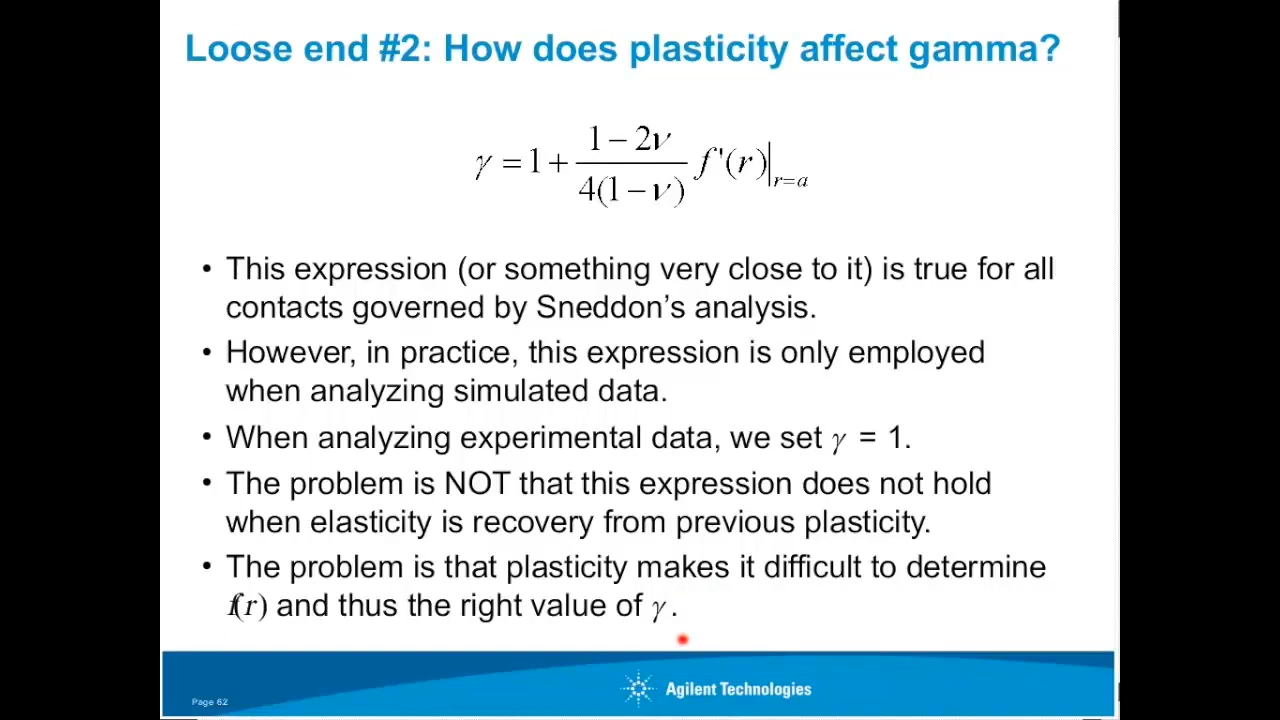 Loose end #2: How does plasticity affect gamma?
γ = 1 + \frac{1 − 2ν}{4(1 − ν)} f'(r)|_{r=a}
• This expression (or something very close to it) is true for all
contacts governed by Sneddon’s analysis.
• However, in practice, this expression is only employed
when analyzing simulated data.
• When analyzing experimental data, we set γ = 1.
• The problem is NOT that this expression does not hold
when elasticity is recovery from previous plasticity.
• The problem is that plasticity makes it difficult to determine
f(r) and thus the right value of γ.
Agilent Technologies
Page 62